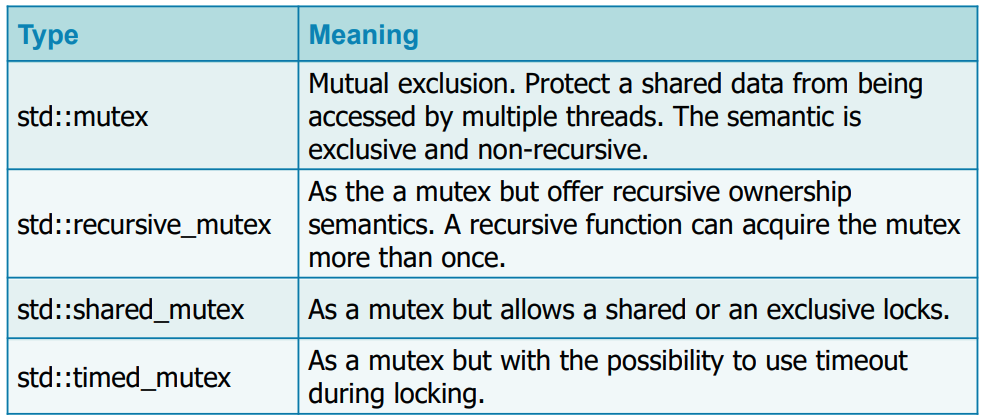 Type Meaning
std::mutex
Mutual exclusion. Protect a shared data from being
accessed by multiple threads. The semantic is
exclusive and non-recursive.
std::recursive_mutex
As the a mutex but offer recursive ownership
semantics. A recursive function can acquire the mutex
more than once.
std::shared_mutex
As a mutex but allows a shared or an exclusive locks.
std::timed_mutex
As a mutex but with the possibility to use timeout
during locking.